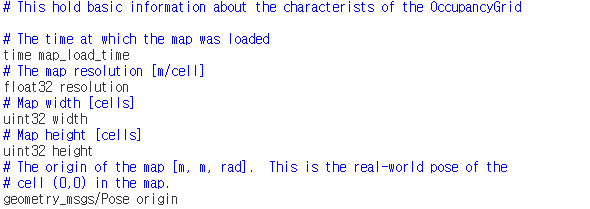 # This hold basic information about the characterists of the OccupancyGrid
# The time at which the map was loaded
time map_load_time
# The map resolution [m/cell]
float32 resolution
# Map width [cells]
uint32 width
# Map height [cells]
uint32 height
# The origin of the map [m, m, rad].  This is the real-world pose of the
# cell (0,0) in the map.
geometry_msgs/Pose origin